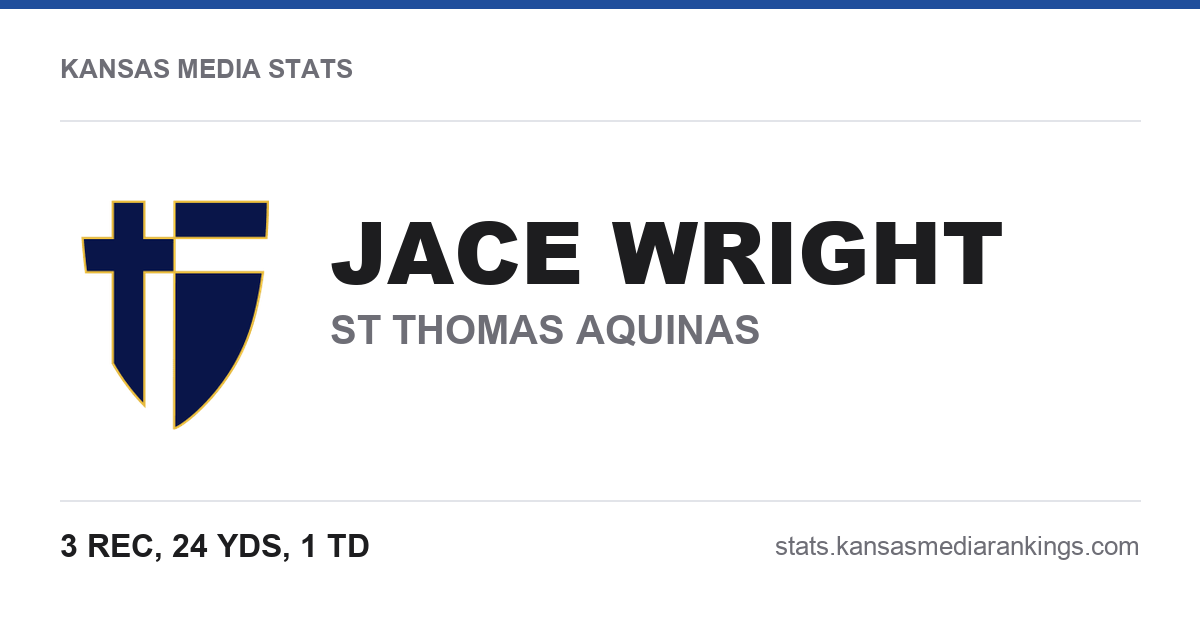 KANSAS MEDIA STATS
JACE WRIGHT
ST THOMAS AQUINAS
3 REC, 24 YDS, 1 TD
stats.kansasmediarankings.com